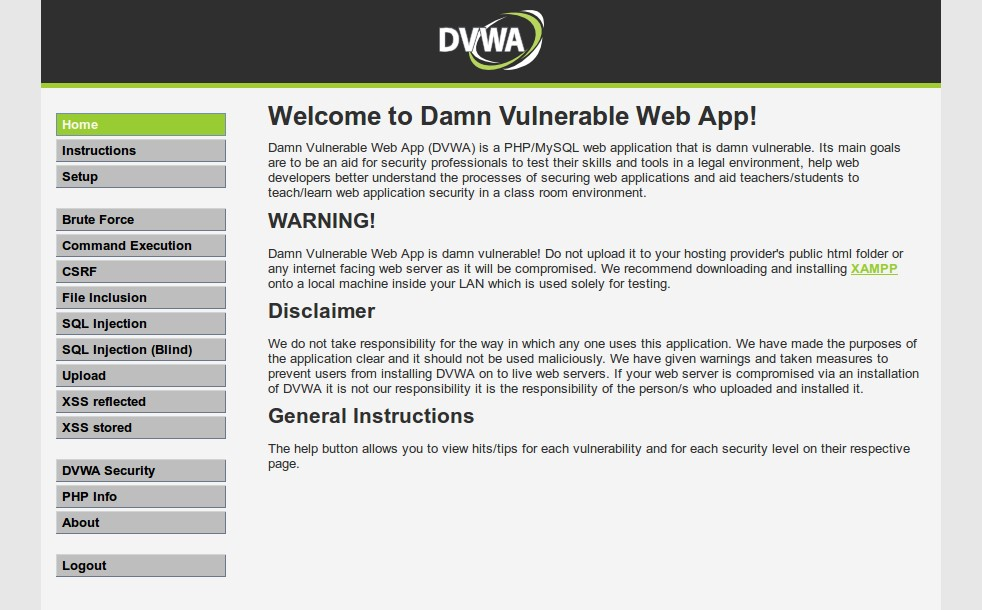 DVWA
Home
Instructions
Setup
Brute Force
Command Execution
CSRF
File Inclusion
SQL Injection
SQL Injection (Blind)
Upload
XSS reflected
XSS stored
DVWA Security
PHP Info
About
Logout
Welcome to Damn Vulnerable Web App!
Damn Vulnerable Web App (DVWA) is a PHP/MySQL web application that is damn vulnerable. Its main goals
are to be an aid for security professionals to test their skills and tools in a legal environment, help web
developers better understand the processes of securing web applications and aid teachers/students to
teach/learn web application security in a class room environment.
WARNING!
Damn Vulnerable Web App is damn vulnerable! Do not upload it to your hosting provider's public html folder or
any internet facing web server as it will be compromised. We recommend downloading and installing XAMPP
onto a local machine inside your LAN which is used solely for testing.
Disclaimer
We do not take responsibility for the way in which any one uses this application. We have made the purposes of
the application clear and it should not be used maliciously. We have given warnings and taken measures to
prevent users from installing DVWA on to live web servers. If your web server is compromised via an installation
of DVWA it is not our responsibility it is the responsibility of the person/s who uploaded and installed it.
General Instructions
The help button allows you to view hits/tips for each vulnerability and for each security level on their respective
page.